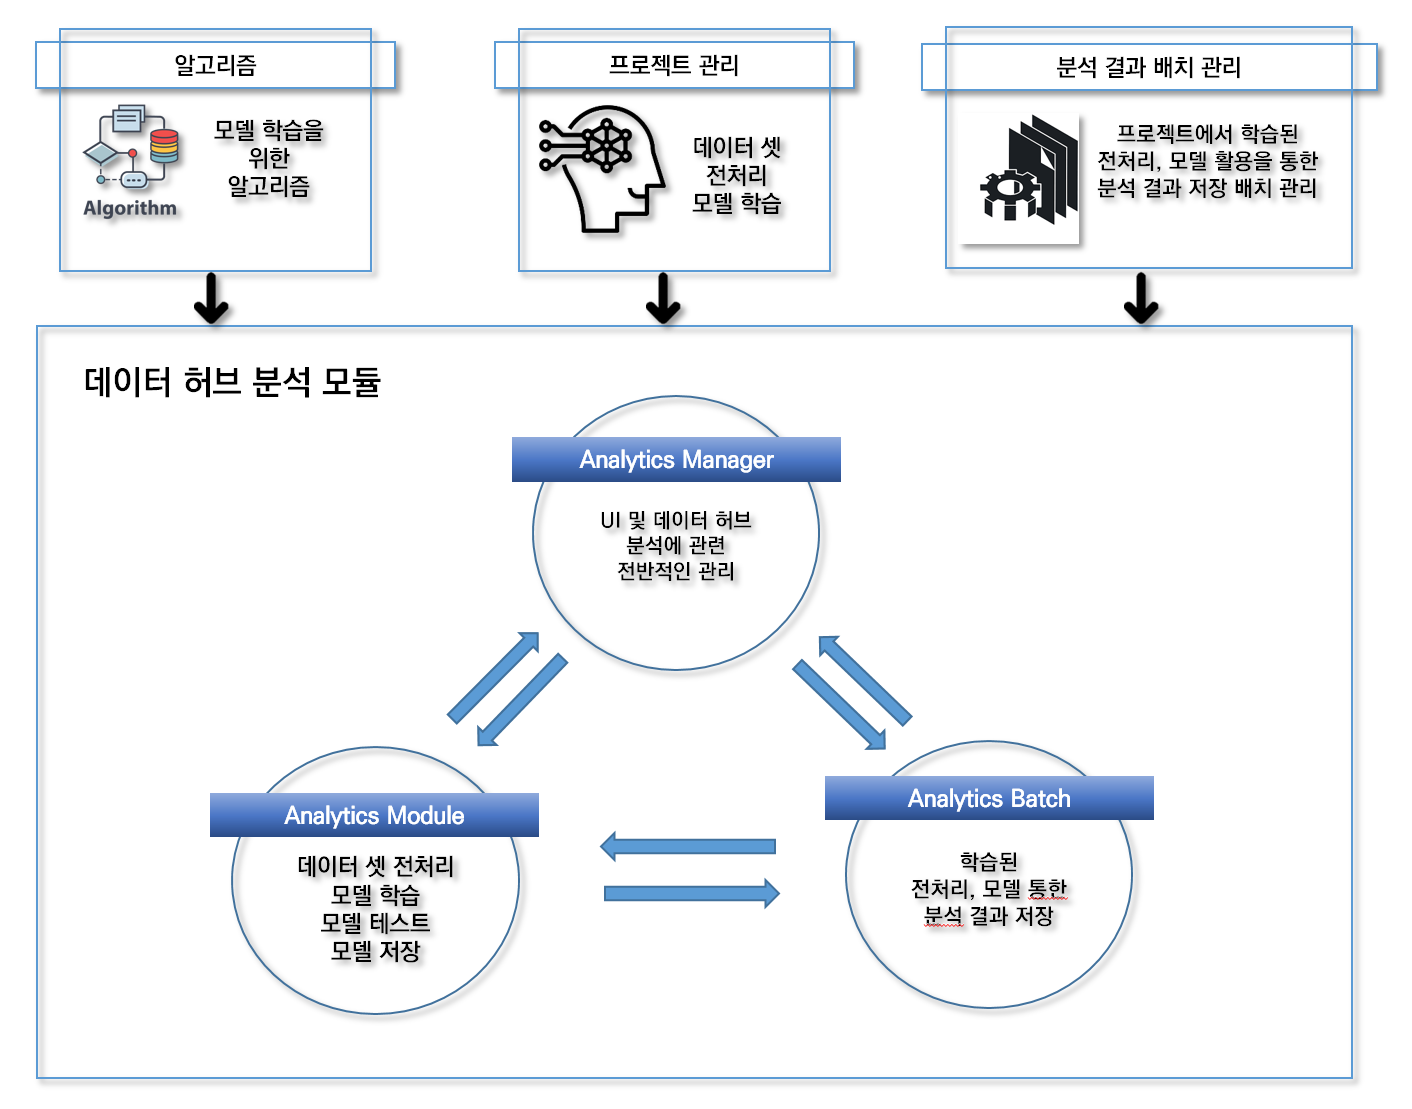 알고리즘
Algorithm
모델 학습을
위한
알고리즘
프로젝트 관리
데이터 셋
전처리
모델 학습
분석 결과 배치 관리
프로젝트에서 학습된
전처리, 모델 활용을 통한
분석 결과 저장 배치 관리
데이터 허브 분석 모듈
Analytics Manager
UI 및 데이터 허브
분석에 관련
전반적인 관리
Analytics Module
데이터 셋 전처리
모델 학습
모델 테스트
모델 저장
Analytics Batch
학습된
전처리, 모델 통한
분석 결과 저장